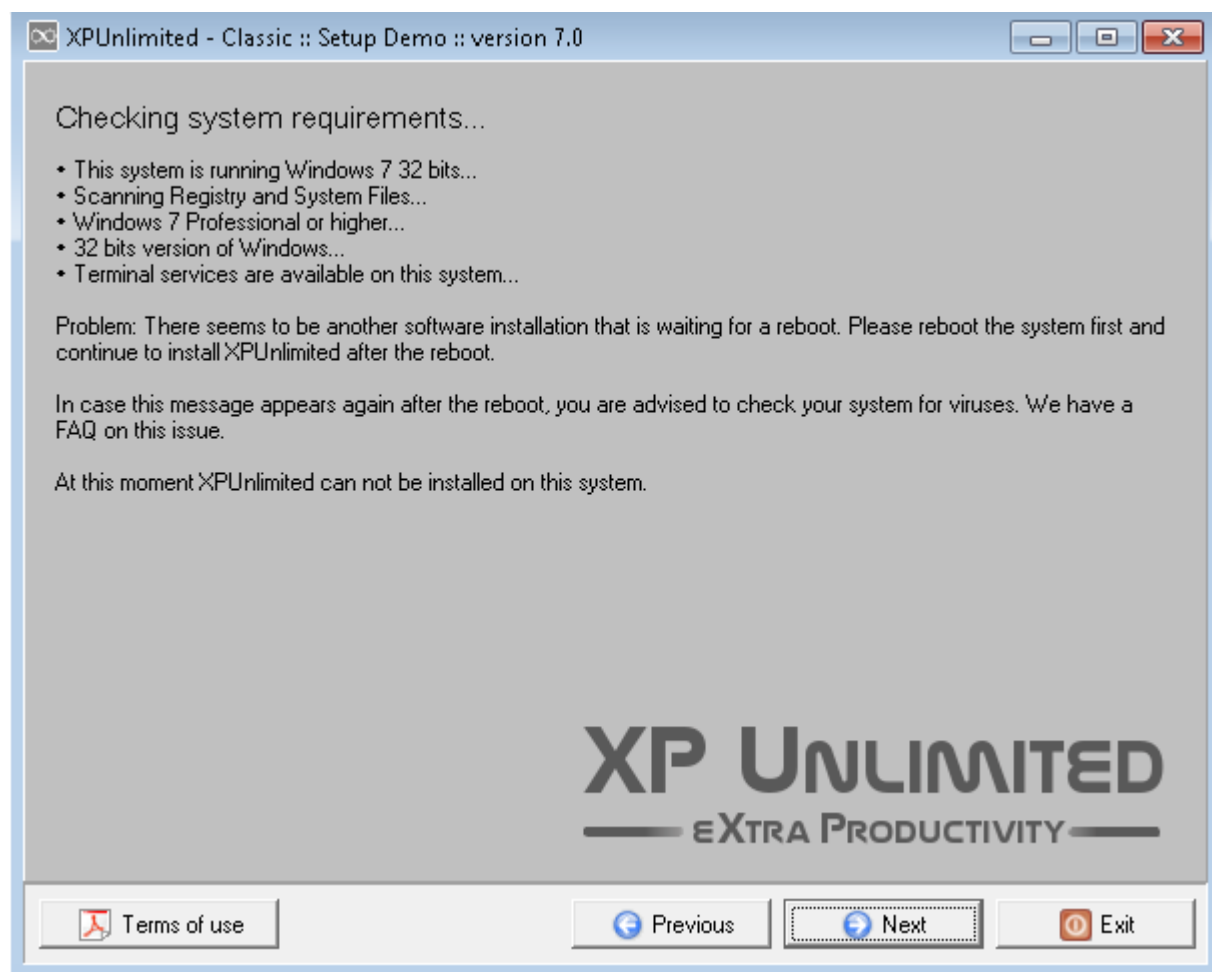 XPUnlimited - Classic :: Setup Demo :: version 7.0
Checking system requirements...
• This system is running Windows 7 32 bits...
• Scanning Registry and System Files...
• Windows 7 Professional or higher...
• 32 bits version of Windows...
• Terminal services are available on this system...
Problem: There seems to be another software installation that is waiting for a reboot. Please reboot the system first and
continue to install XPUnlimited after the reboot.
In case this message appears again after the reboot, you are advised to check your system for viruses. We have a
FAQ on this issue.
At this moment XPUnlimited can not be installed on this system.
XP UNLIMITED
EXTRA PRODUCTIVITY
Terms of use
Previous
Next
Exit